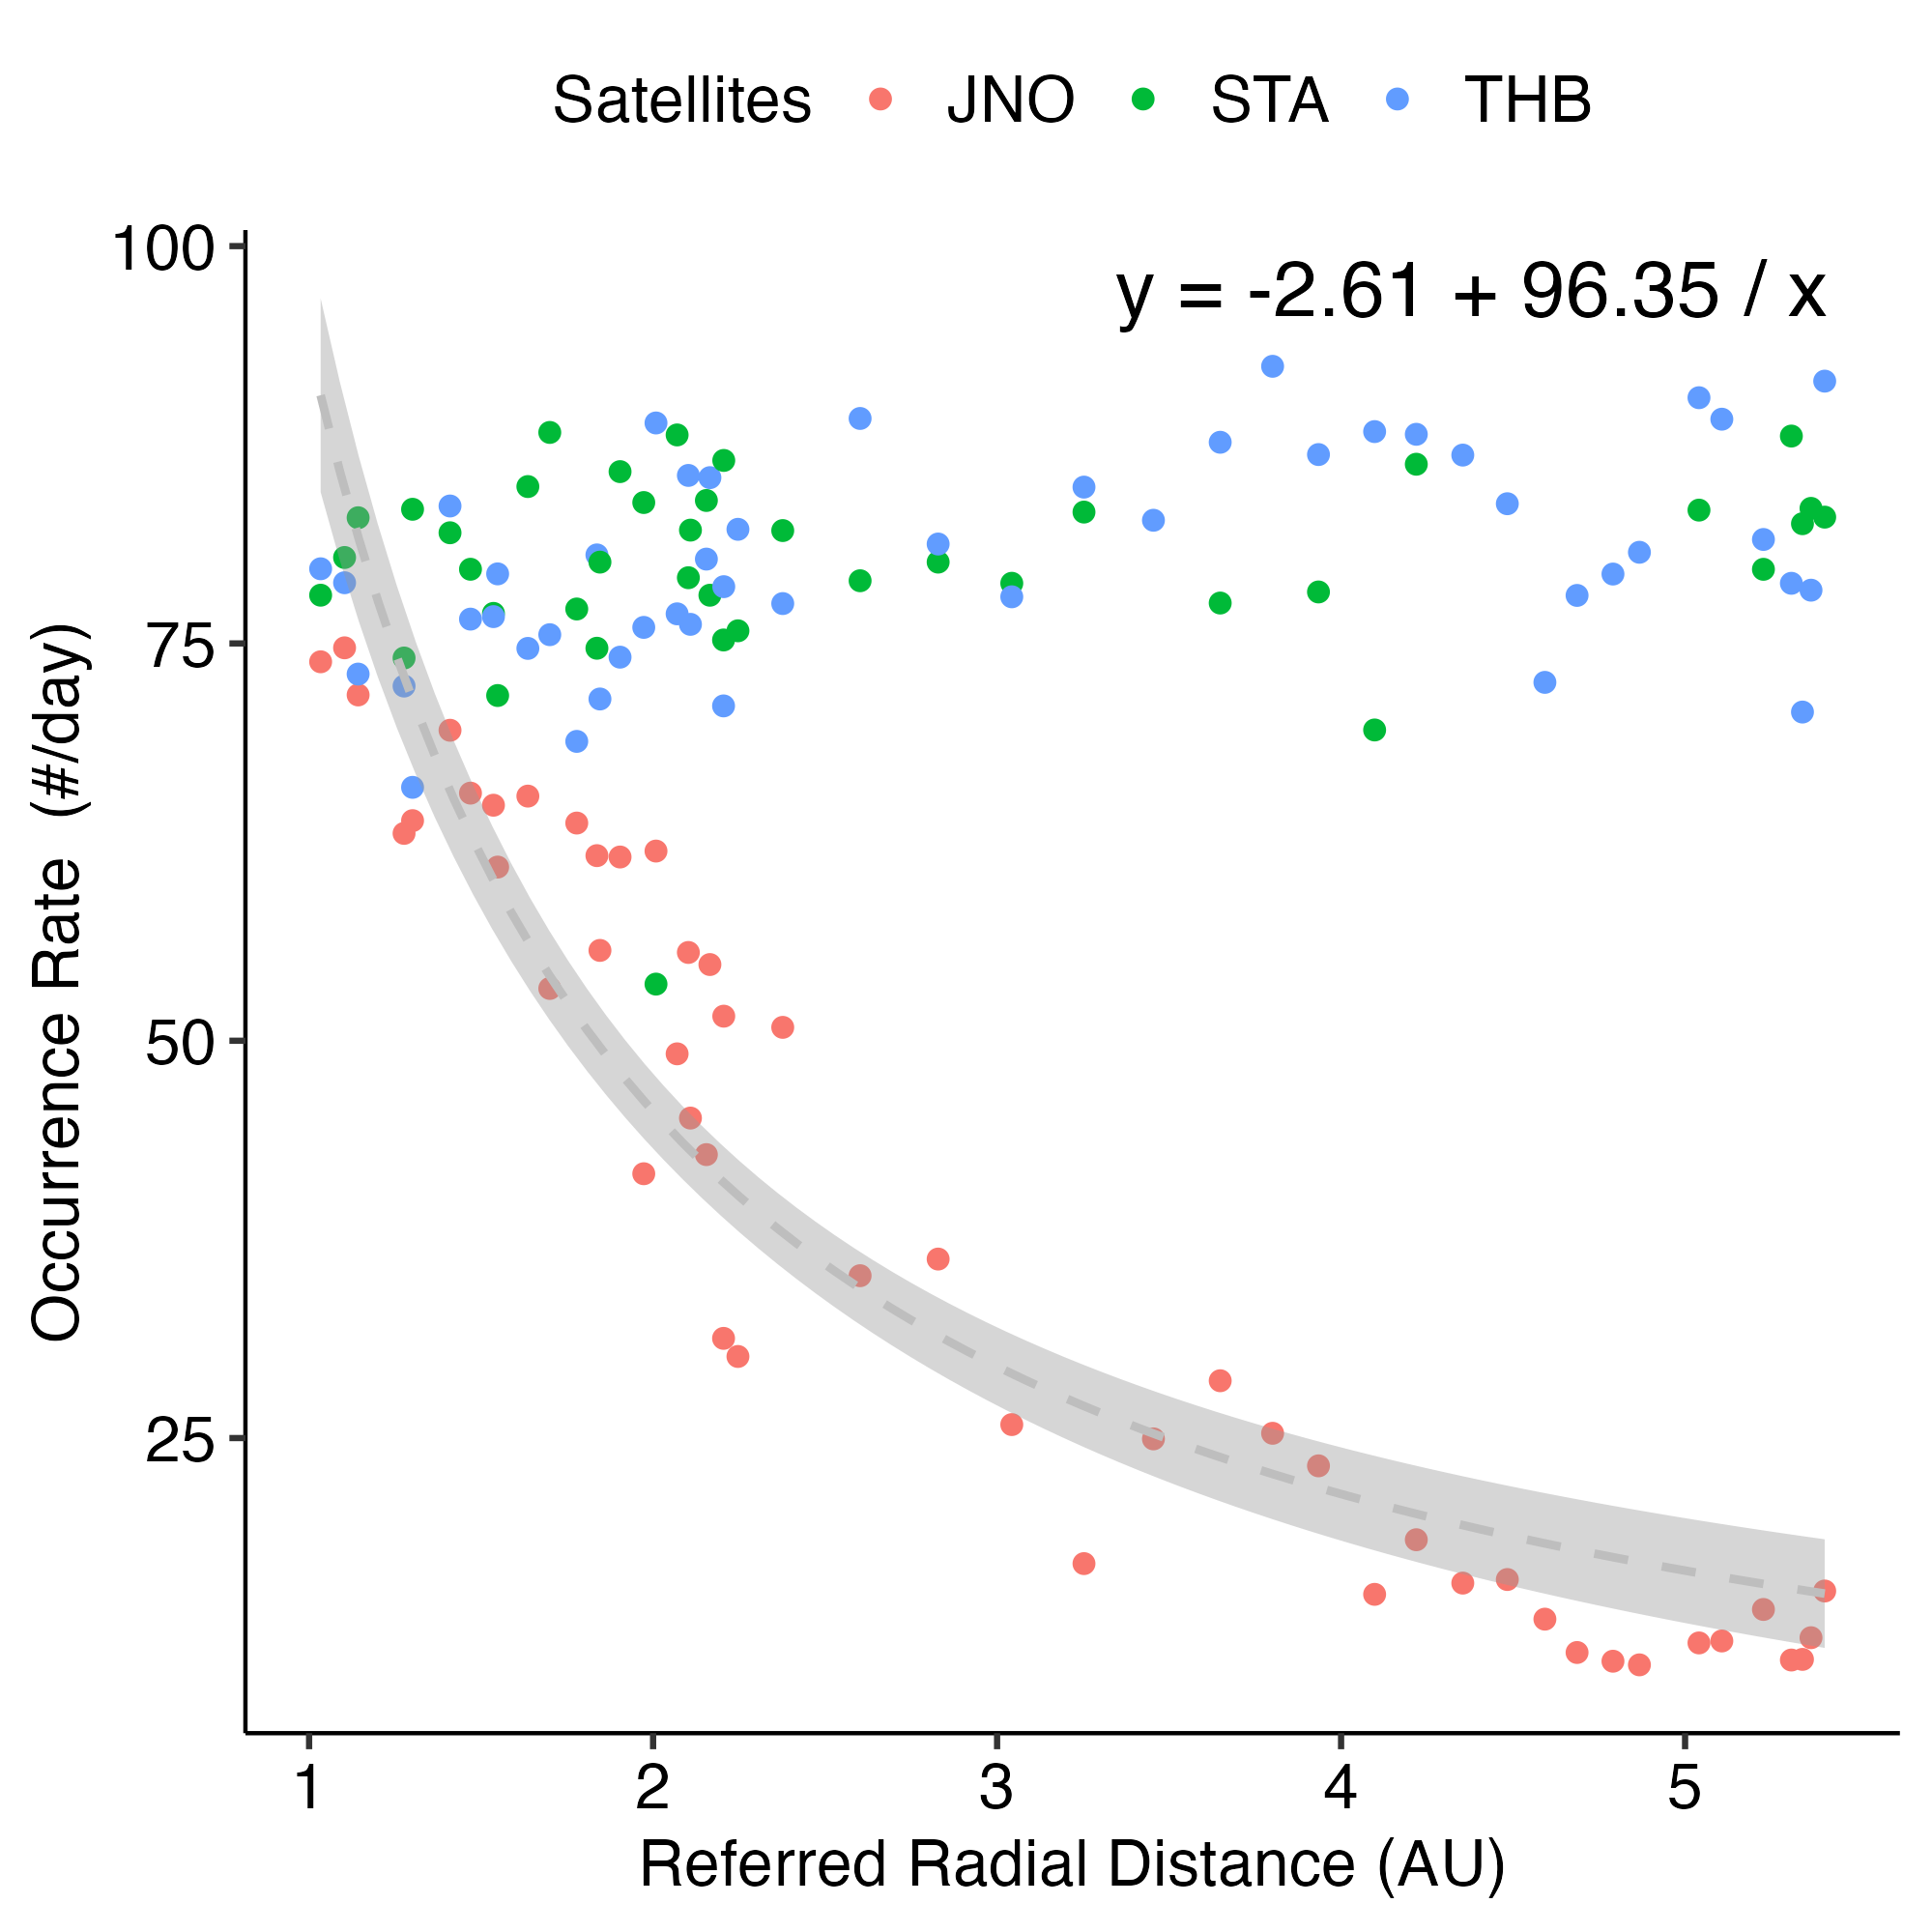 Satellites JNO STA THB
y = -2.61 + 96.35 / x
100
75
50
25
Occurrence Rate (#/day)
1 2 3 4 5
Referred Radial Distance (AU)